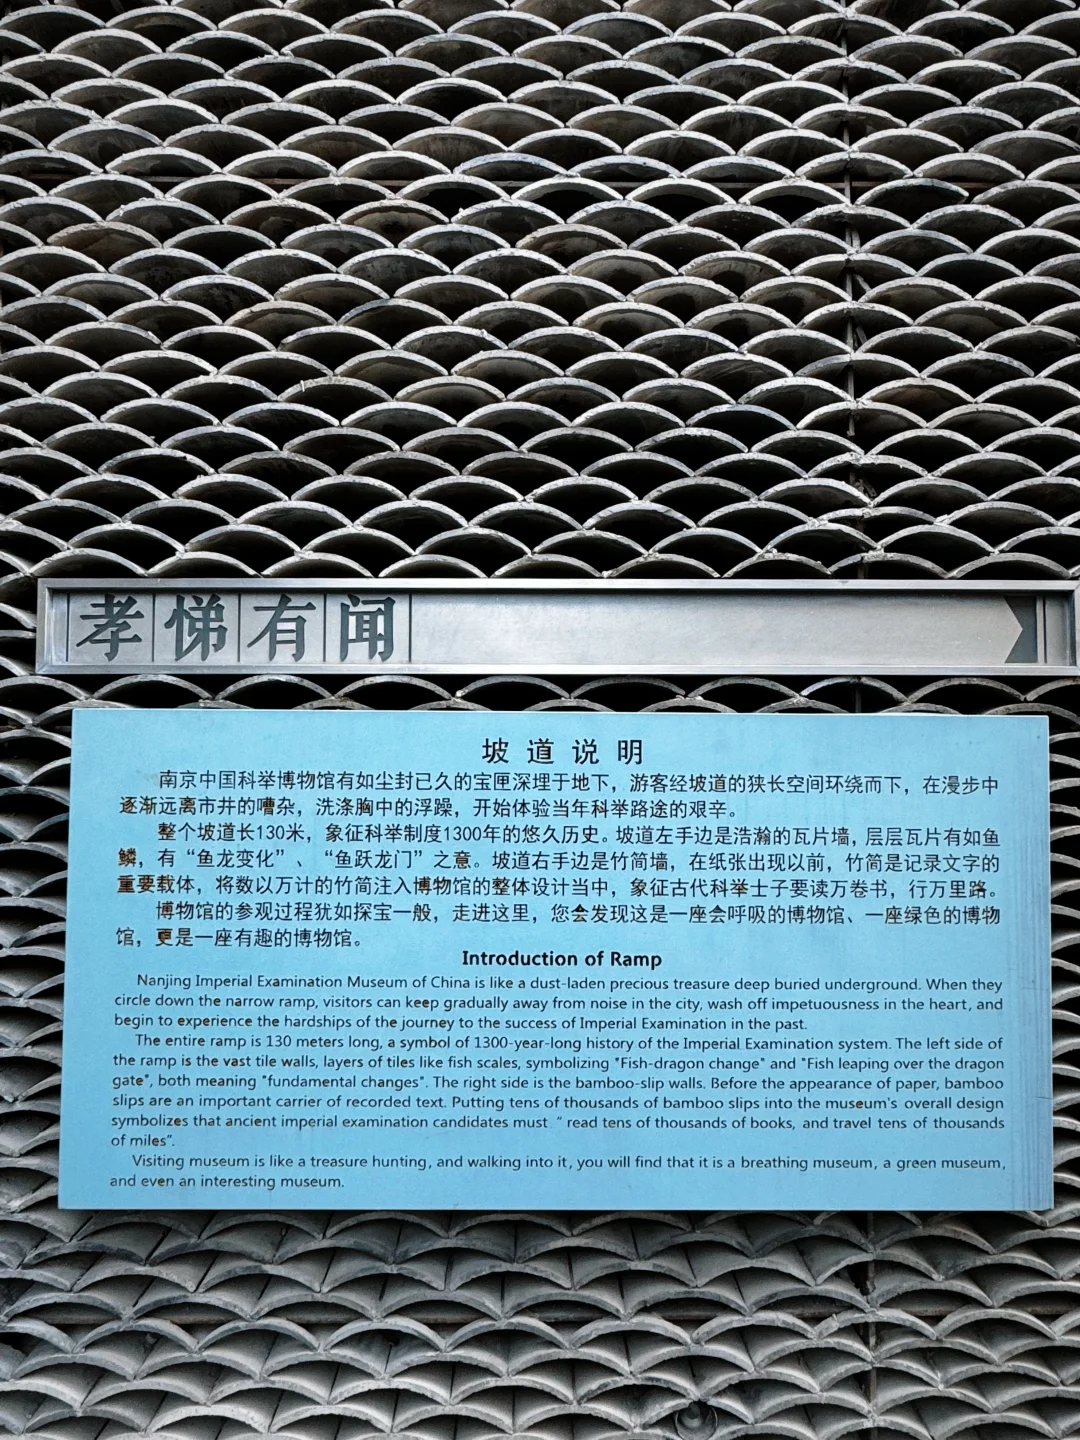 孝悌有闻
坡道说明
南京中国科举博物馆有如尘封已久的宝匣深埋于地下，游客经坡道的狭长空间环绕而下，在漫步中
逐渐远离市井的嘈杂，洗涤胸中的浮躁，开始体验当年科举路途的艰辛。
整个坡道长130米，象征科举制度1300年的悠久历史。坡道左手边是浩瀚的瓦片墙，层层瓦片有如鱼
鳞，有“鱼龙变化”、“鱼跃龙门”之意。坡道右手边是竹简墙，在纸张出现以前，竹简是记录文字的
重要载体，将数以万计的竹简注入博物馆的整体设计当中，象征古代科举士子要读万卷书，行万里路。
博物馆的参观过程犹如探宝一般，走进这里，您会发现这是一座会呼吸的博物馆、一座绿色的博物
馆，更是一座有趣的博物馆。
Introduction of Ramp
Nanjing Imperial Examination Museum of China is like a dust-laden precious treasure deep buried underground. When they
circle down the narrow ramp, visitors can keep gradually away from noise in the city, wash off impetuousness in the heart, and
begin to experience the hardships of the journey to the success of Imperial Examination in the past.
The entire ramp is 130 meters long, a symbol of 1300-year-long history of the Imperial Examination system. The left side of
the ramp is the vast tile walls, layers of tiles like fish scales, symbolizing "Fish-dragon change" and "Fish leaping over the dragon
gate", both meaning "fundamental changes". The right side is the bamboo-slip walls. Before the appearance of paper, bamboo
slips are an important carrier of recorded text. Putting tens of thousands of bamboo slips into the museum's overall design
symbolizes that ancient imperial examination candidates must " read tens of thousands of books, and travel tens of thousands
of miles".
Visiting museum is like a treasure hunting, and walking into it, you will find that it is a breathing museum, a green museum,
and even an interesting museum.